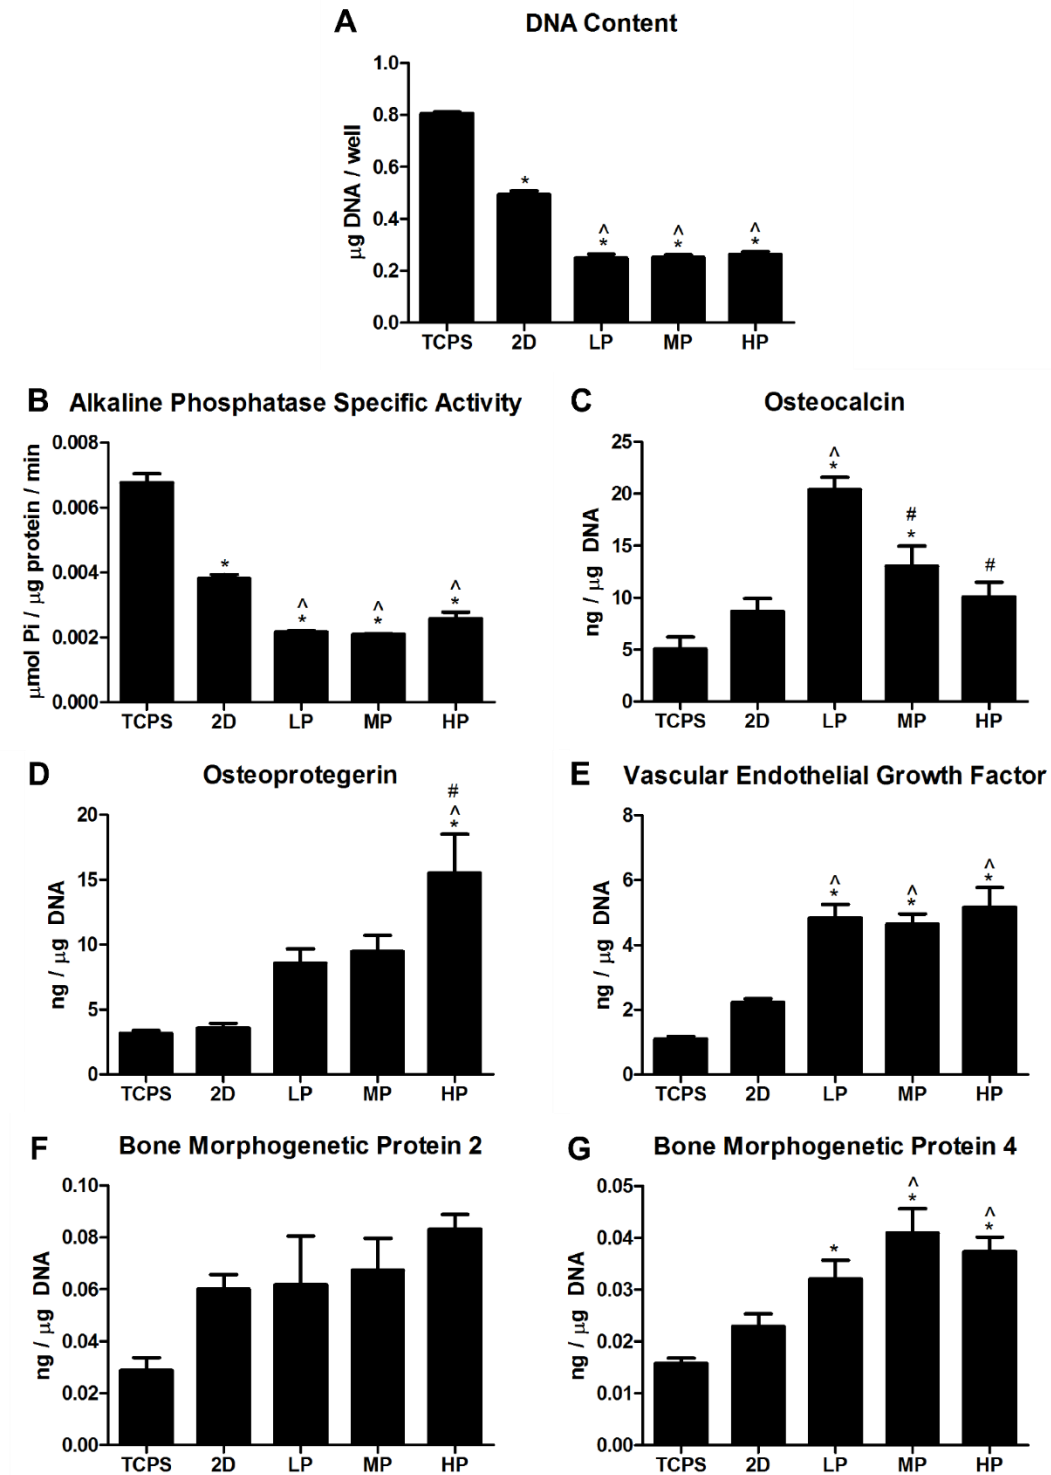 A DNA Content
µg DNA / well
1.0
0.8
0.6
0.4
0.2
0.0
*
^ ^ ^
* * *
TCPS 2D LP MP HP
B Alkaline Phosphatase Specific Activity
µmol Pi / µg protein / min
0.008
0.006
0.004
0.002
0.000
*
^ ^ ^
* * *
TCPS 2D LP MP HP
C Osteocalcin
ng / µg DNA
25
20
15
10
5
0
^
*
#
*
#
TCPS 2D LP MP HP
D Osteoprotegerin
ng / µg DNA
20
15
10
5
0
#
^
*
TCPS 2D LP MP HP
E Vascular Endothelial Growth Factor
ng / µg DNA
8
6
4
2
0
^ ^ ^
* * *
TCPS 2D LP MP HP
F Bone Morphogenetic Protein 2
ng / µg DNA
0.10
0.08
0.06
0.04
0.02
0.00
TCPS 2D LP MP HP
G Bone Morphogenetic Protein 4
ng / µg DNA
0.05
0.04
0.03
0.02
0.01
0.00
*
^ ^
* *
TCPS 2D LP MP HP